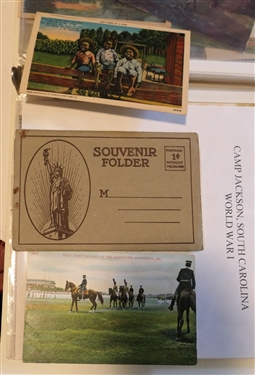 SOUVENIR
FOLDER
POSTAGE
1¢
WITHOUT
MESSAGE
M
CAMP JACKSON, SOUTH CAROLINA
WORLD WAR I